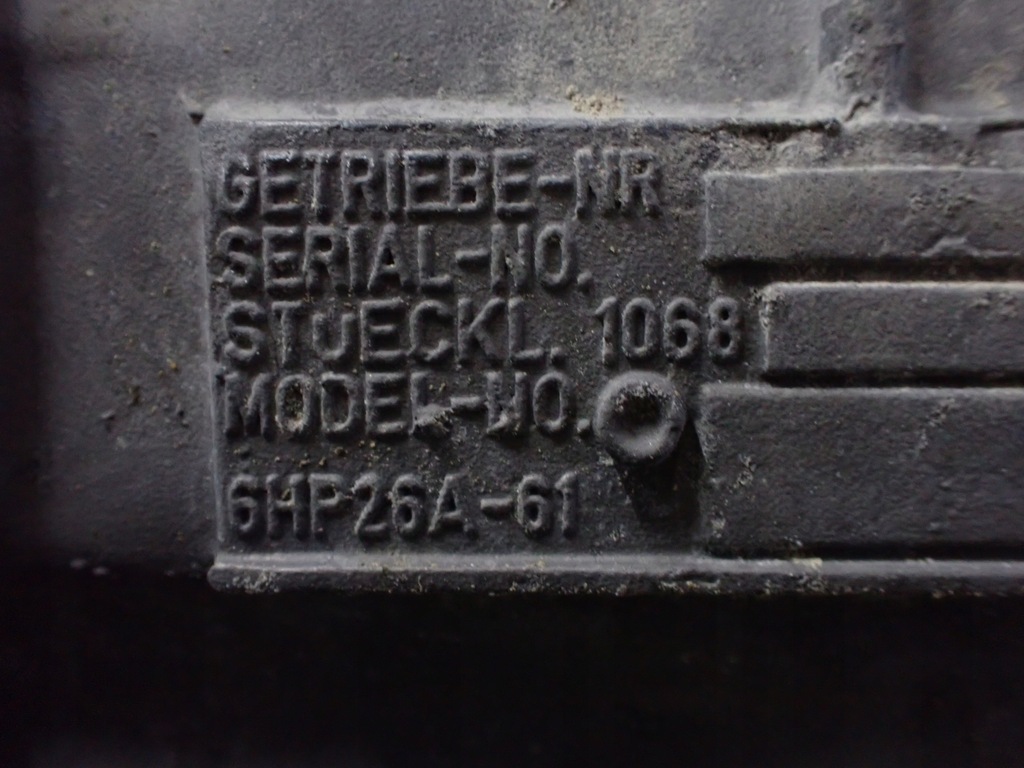 GETRIEBE-NR
SERIAL-NO.
STUECKL. 1068
MODEL-NO.
6HP26A.-61